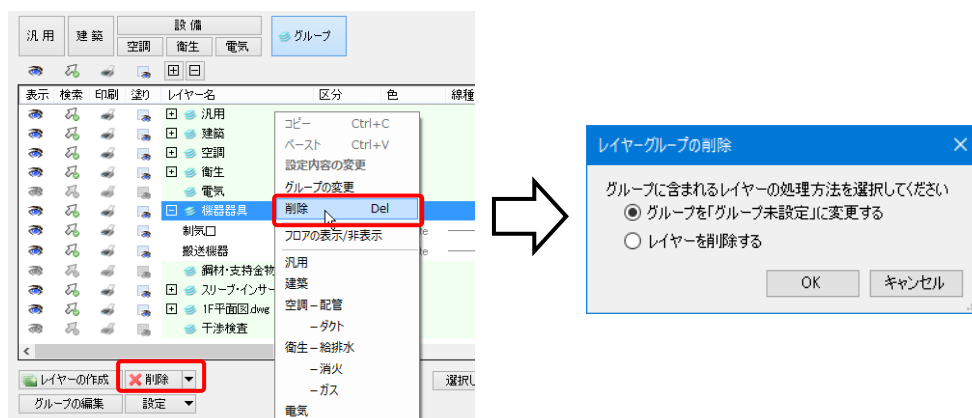 汎用 建築 設備 グループ
空調 衛生 電気
表示 検索 印刷 塗り レイヤー名 区分 色 線種
汎用
建築
空調
衛生
電気
機器器具
制気口
搬送機器
鋼材・支持金物
スリーブ・インサー
1F平面図.dwg
干渉検査
レイヤーの作成 削除 選択し
グループの編集 設定
コピー Ctrl+C
ペースト Ctrl+V
設定内容の変更
グループの変更
削除 Del
フロアの表示/非表示
汎用
建築
空調－配管
－ダクト
衛生－給排水
－消火
－ガス
電気
レイヤーグループの削除
グループに含まれるレイヤーの処理方法を選択してください
グループを「グループ未設定」に変更する
レイヤーを削除する
OK キャンセル